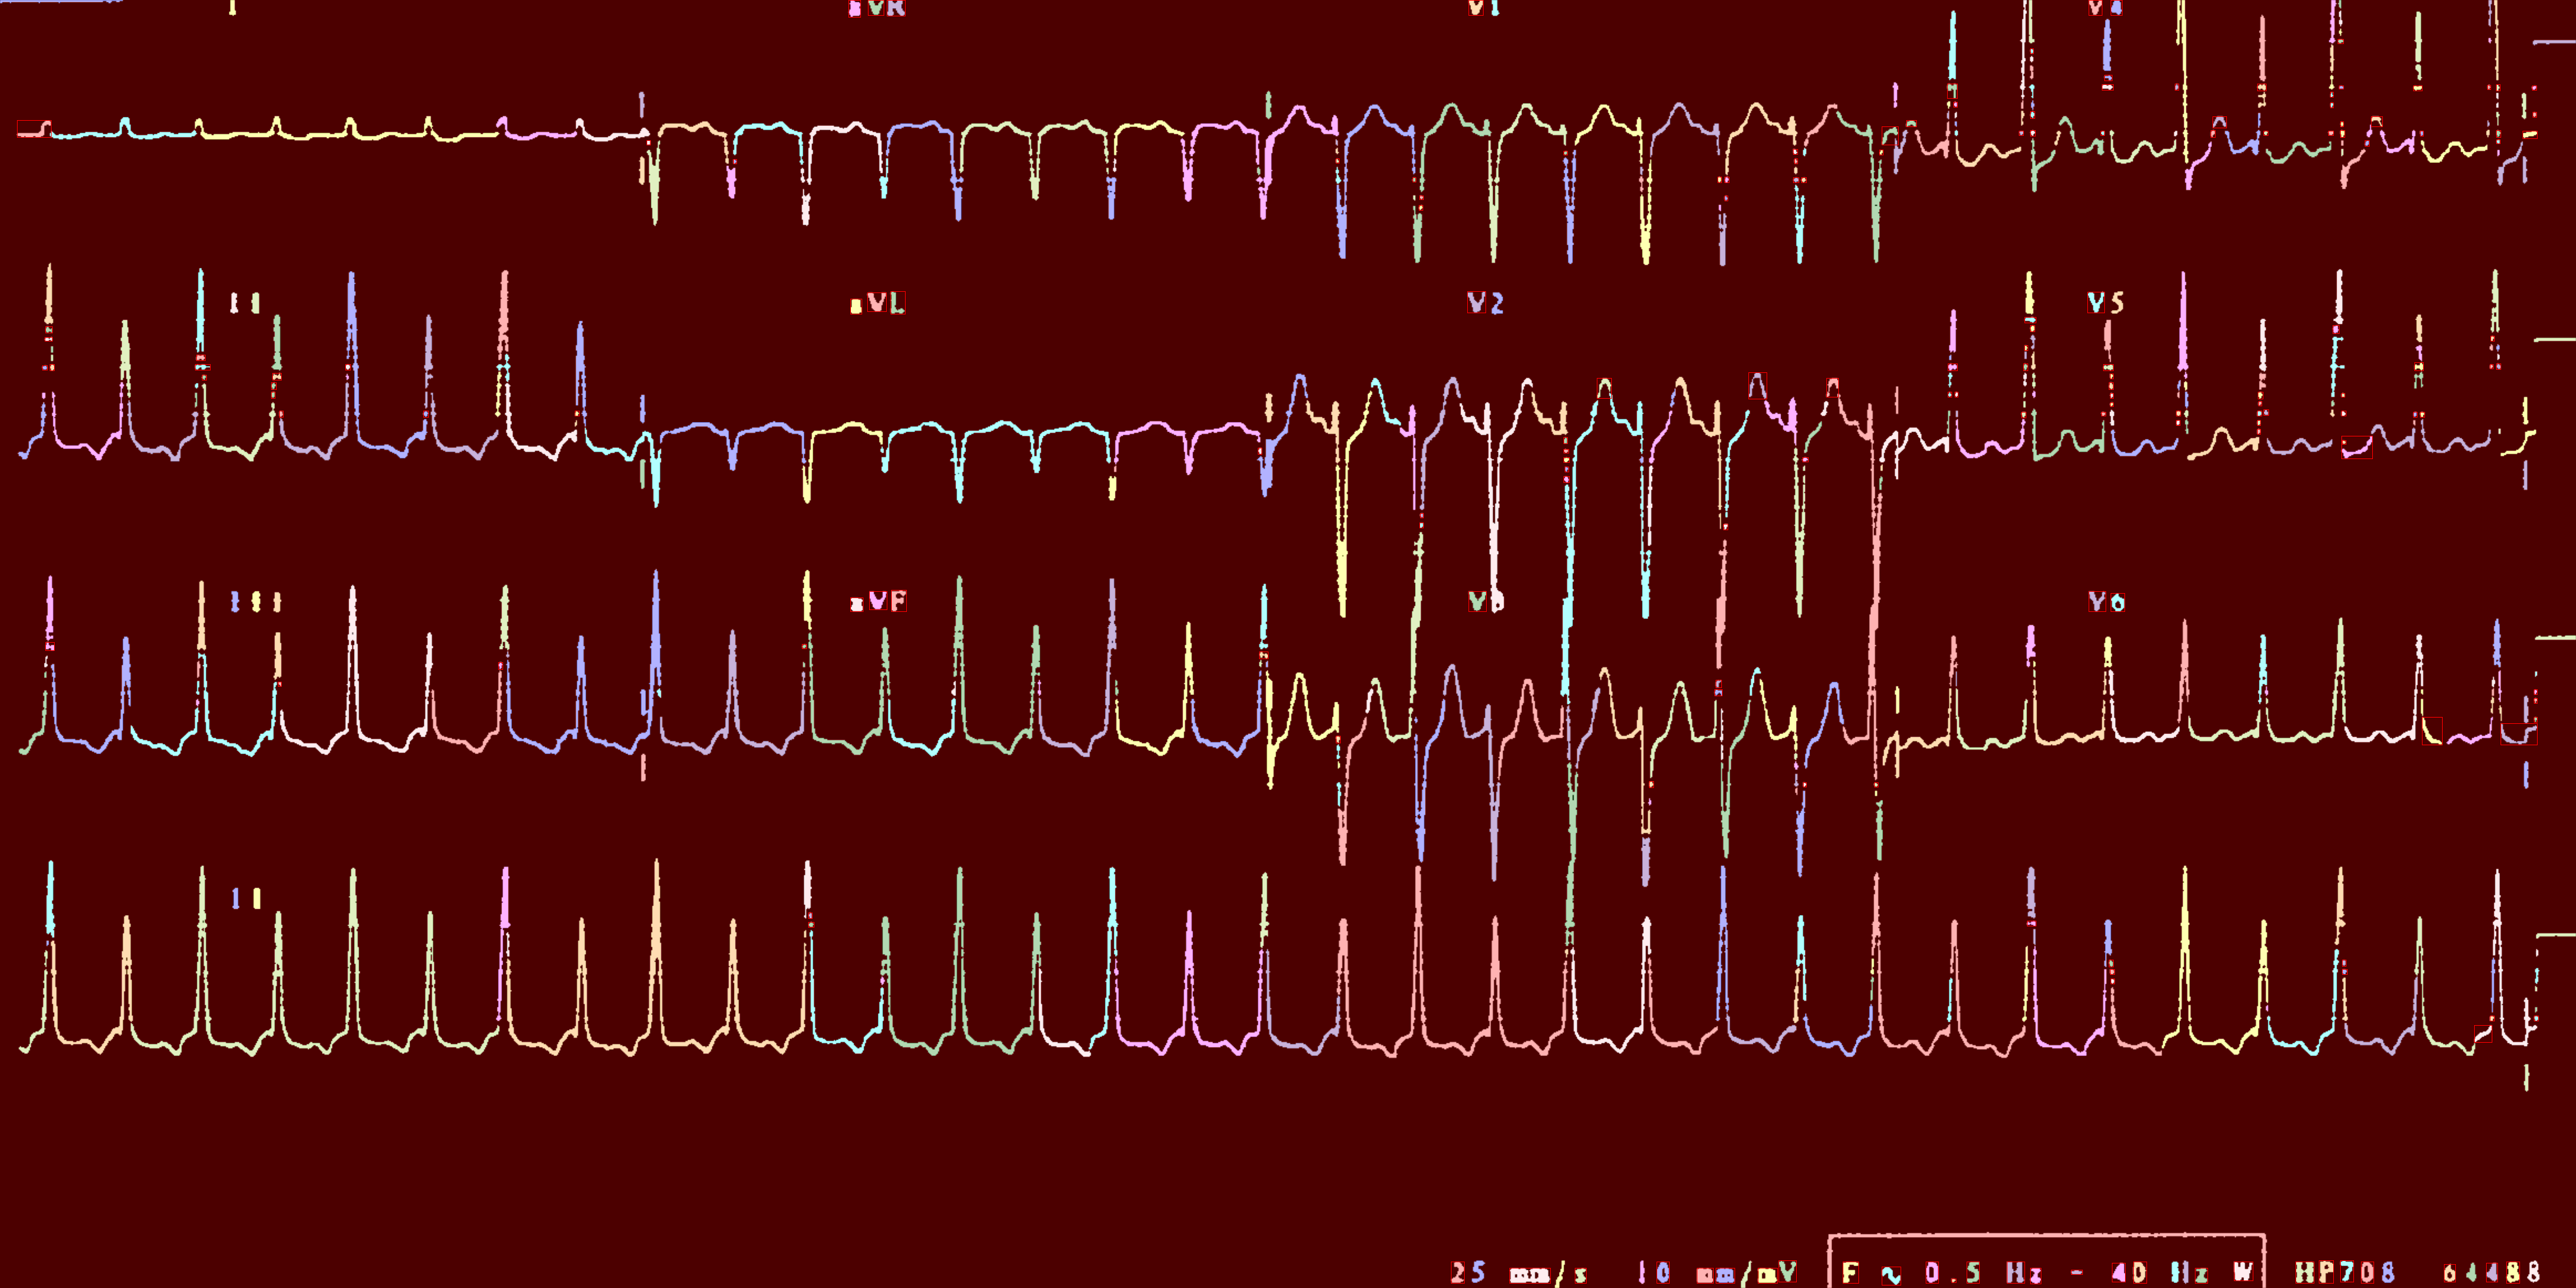 I aVR V1 V4
II aVL V2 V5
III aVF V3 V6
II
25 mm/s 10 mm/mV F ~ 0.5 Hz - 40 Hz W HP708 64488